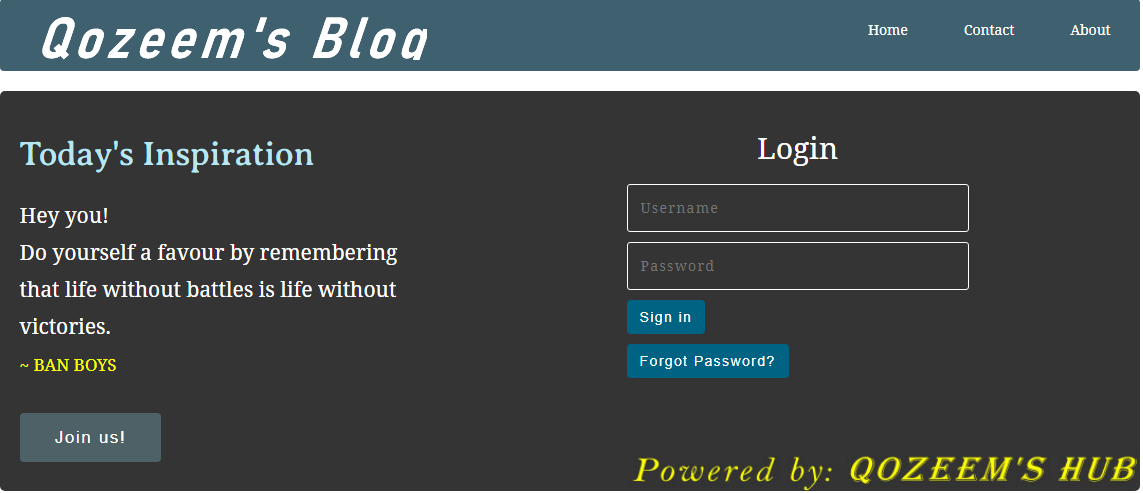 Qozeem's Blog
Home Contact About
Today's Inspiration
Hey you!
Do yourself a favour by remembering
that life without battles is life without
victories.
~ BAN BOYS
Join us!
Login
Username
Password
Sign in
Forgot Password?
Powered by: QOZEEM'S HUB